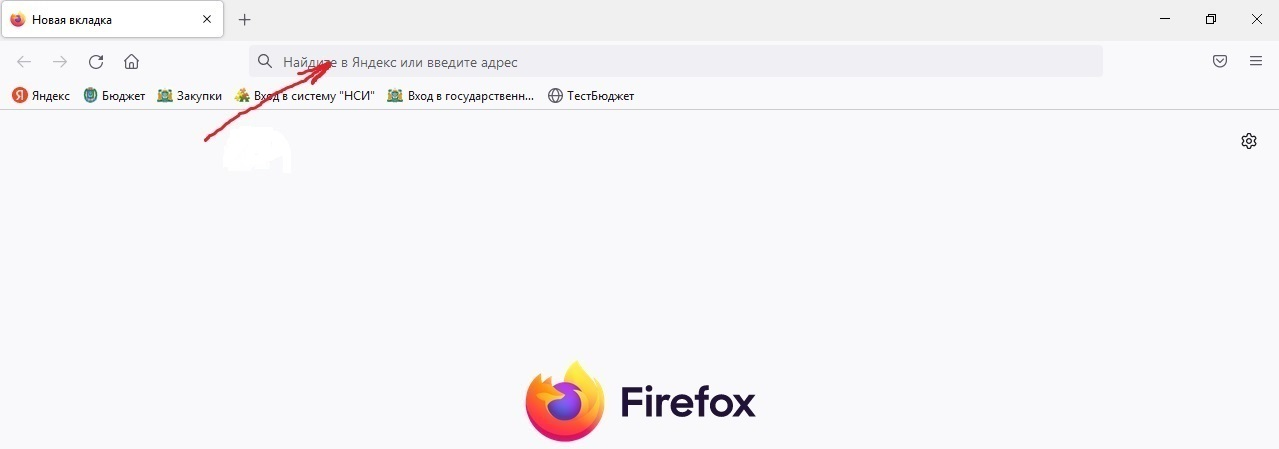 Новая вкладка
Найдите в Яндекс или введите адрес
Яндекс Бюджет Закупки Вход в систему "НСИ" Вход в государственн... ТестБюджет
Firefox